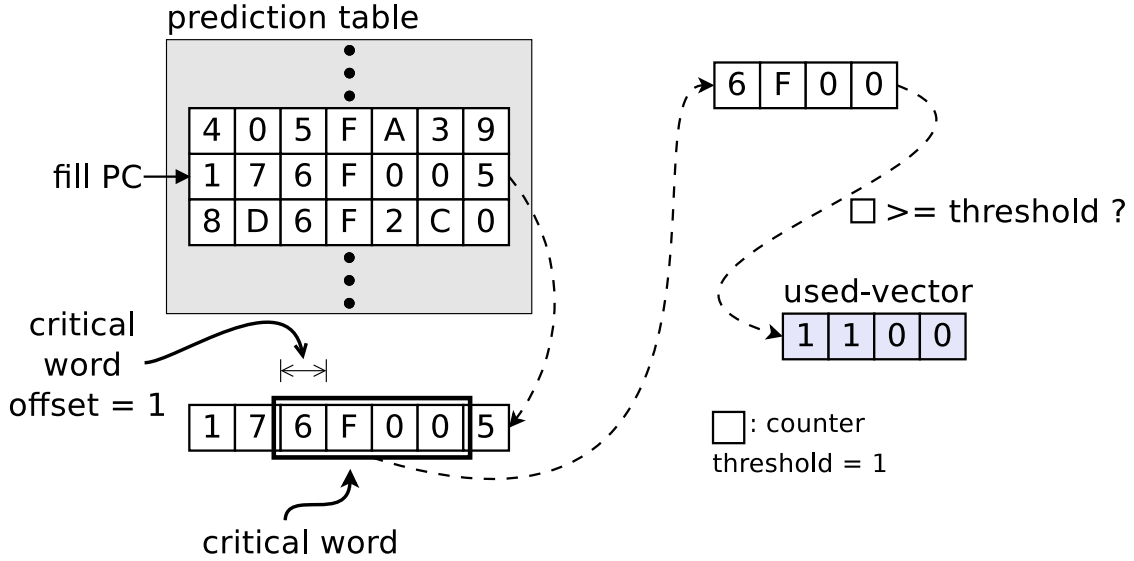 prediction table
4 0 5 F A 3 9
fill PC
1 7 6 F 0 0 5
8 D 6 F 2 C 0
6 F 0 0
□ >= threshold ?
used-vector
1 1 0 0
critical
word
offset = 1
1 7 6 F 0 0 5
critical word
□: counter
threshold = 1